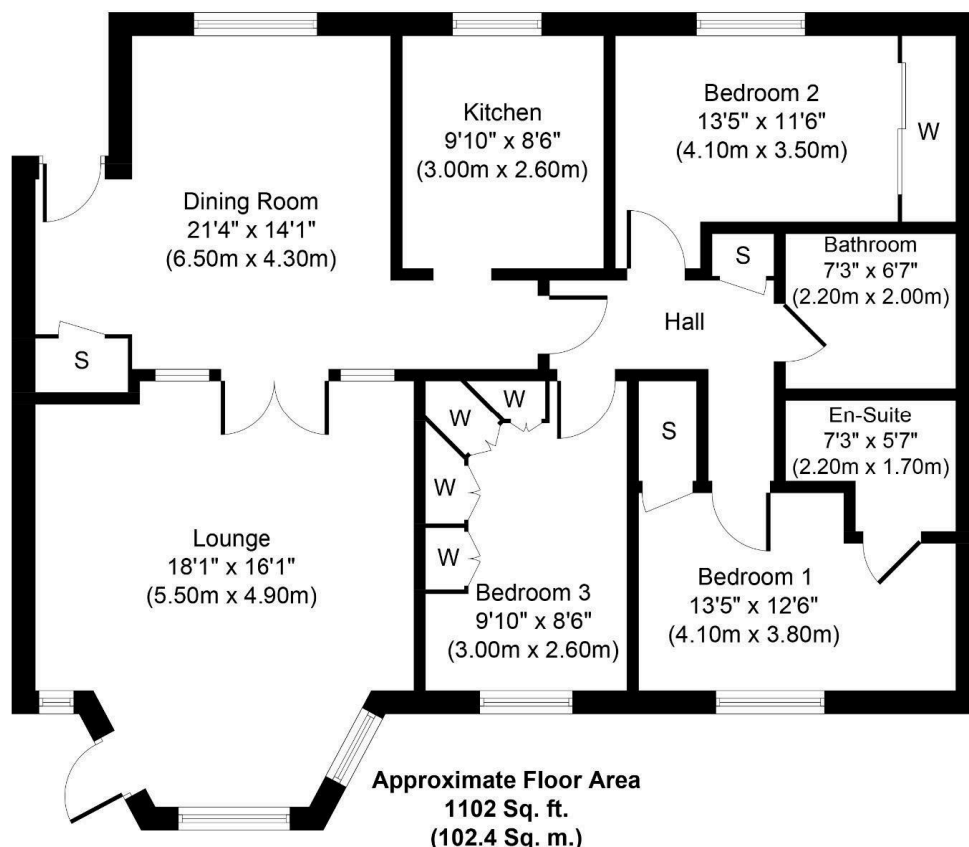 Kitchen
9'10" x 8'6"
(3.00m x 2.60m)
Bedroom 2
13'5" x 11'6"
(4.10m x 3.50m)
W
Dining Room
21'4" x 14'1"
(6.50m x 4.30m)
S
Bathroom
7'3" x 6'7"
(2.20m x 2.00m)
Hall
S
W
W
S
En-Suite
7'3" x 5'7"
(2.20m x 1.70m)
W
W
Lounge
18'1" x 16'1"
(5.50m x 4.90m)
Bedroom 3
9'10" x 8'6"
(3.00m x 2.60m)
Bedroom 1
13'5" x 12'6"
(4.10m x 3.80m)
Approximate Floor Area
1102 Sq. ft.
(102.4 Sq. m.)